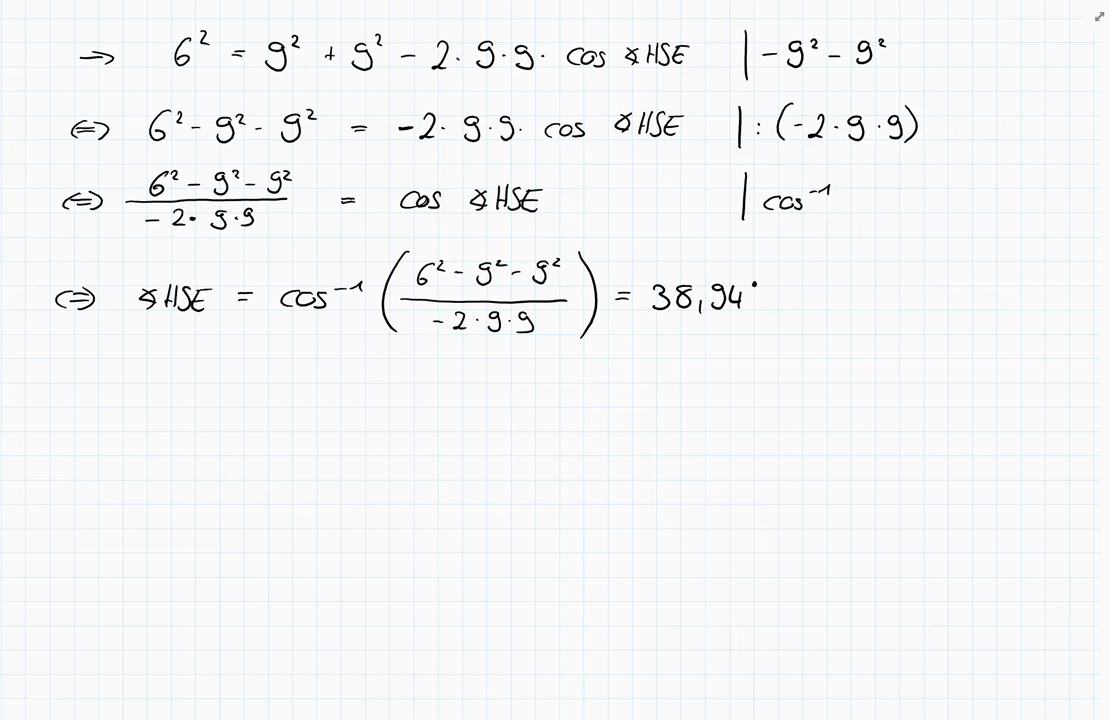 ⇒ 6² = 9² + 9² - 2 · 9 · 9 · cos ∢HSE | - 9² - 9²
⇔ 6² - 9² - 9² = -2 · 9 · 9 · cos ∢HSE | : (-2 · 9 · 9)
⇔ (6² - 9² - 9²)/(-2 · 9 · 9) = cos ∢HSE | cos⁻¹
⇔ ∢HSE = cos⁻¹ ((6² - 9² - 9²)/(-2 · 9 · 9)) = 38,94°